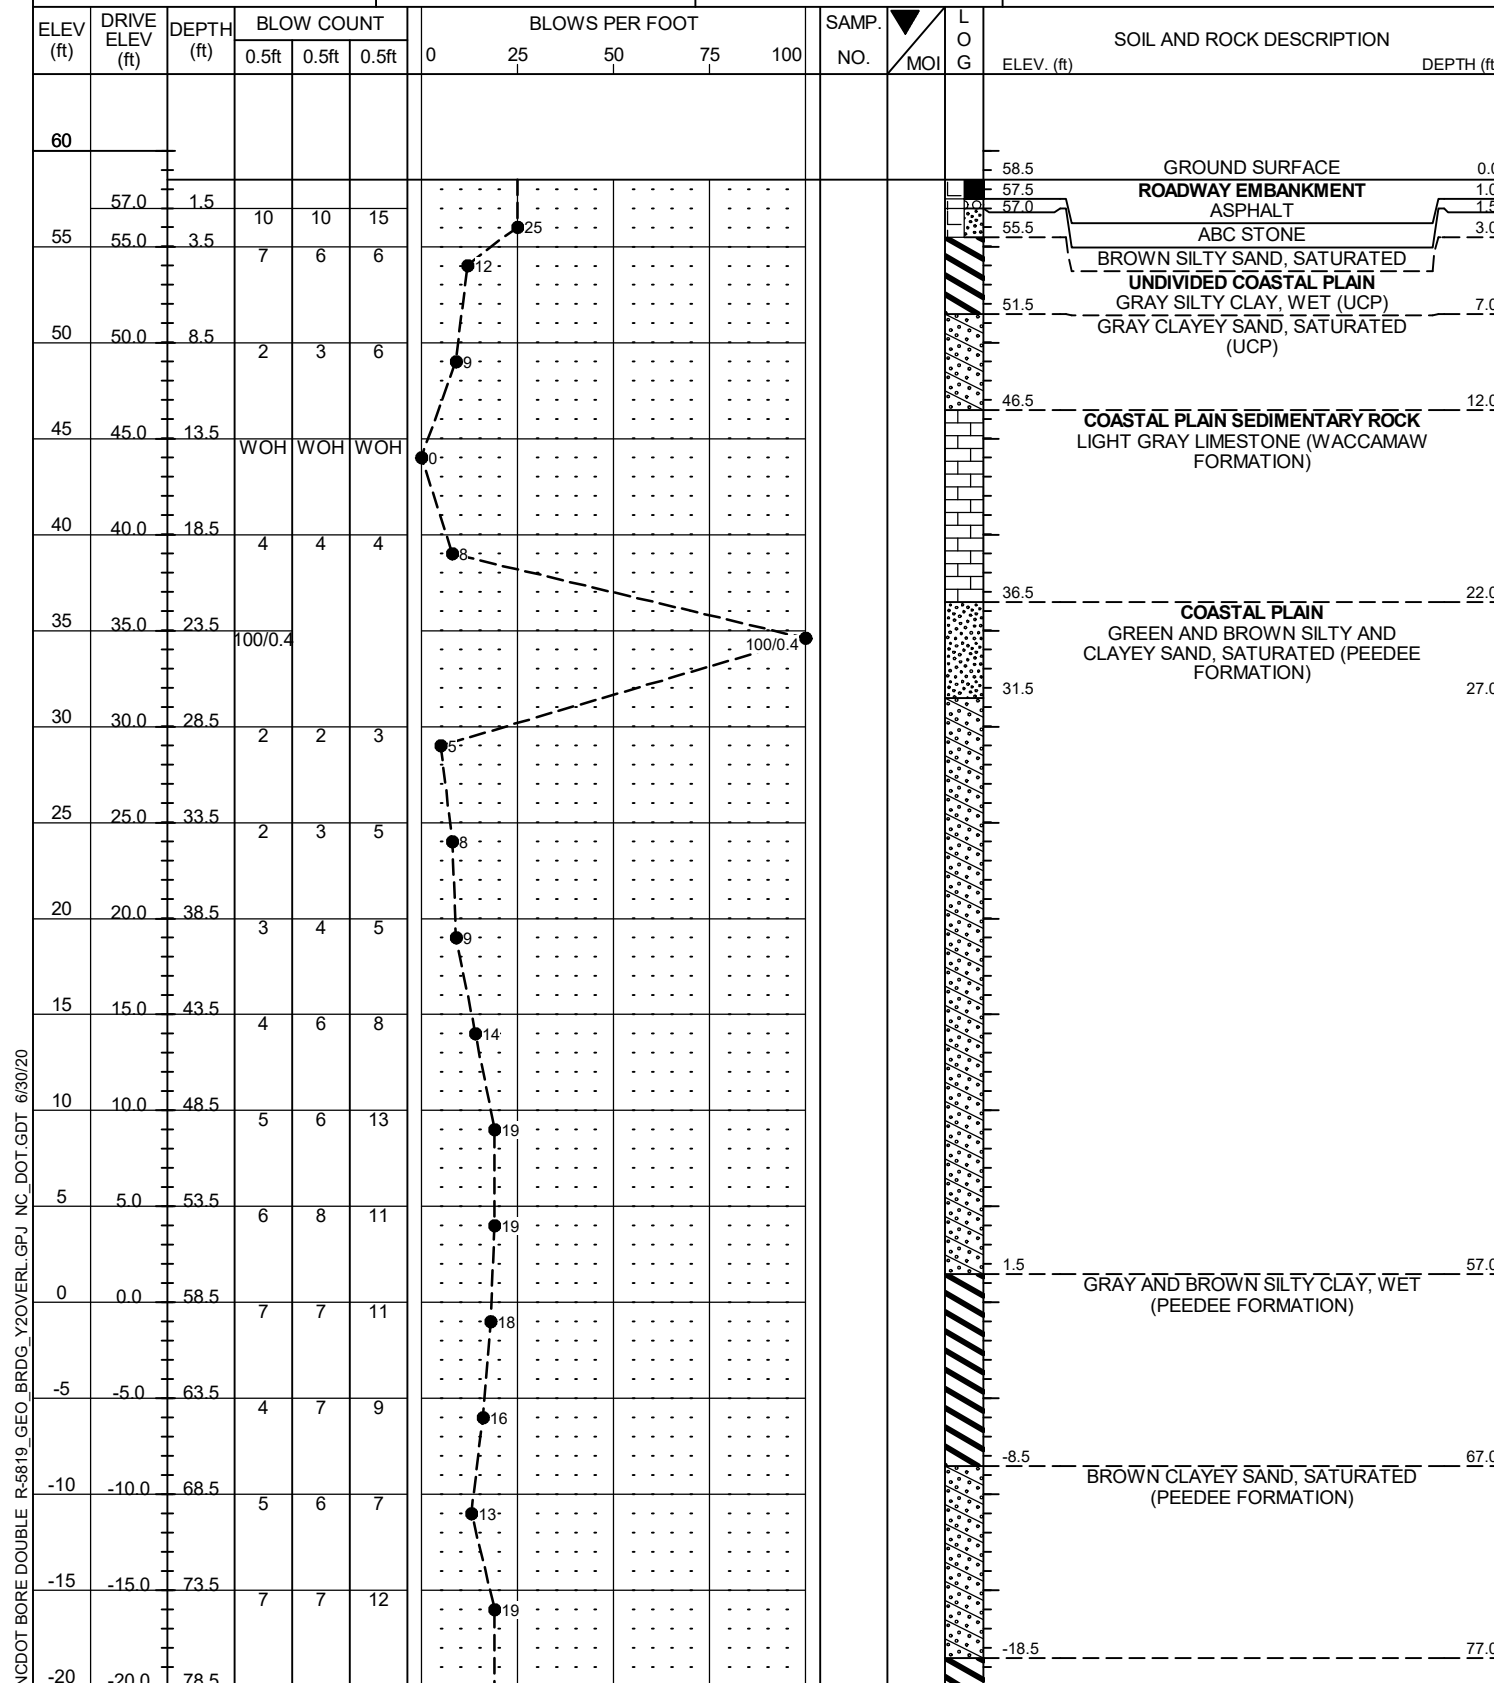 ELEV (ft)
DRIVE ELEV (ft)
DEPTH (ft)
BLOW COUNT
0.5ft 0.5ft 0.5ft
BLOWS PER FOOT
0 25 50 75 100
SAMP. NO.
MOI
LOG
SOIL AND ROCK DESCRIPTION
ELEV. (ft) DEPTH (ft
60
58.5 GROUND SURFACE 0.0
57.0 1.5 10 10 15 25
57.5 ROADWAY EMBANKMENT 1.0
57.0 ASPHALT 1.5
55.5 ABC STONE 3.0
55 55.0 3.5 7 6 6 12
BROWN SILTY SAND, SATURATED
UNDIVIDED COASTAL PLAIN
GRAY SILTY CLAY, WET (UCP)
51.5 7.0
GRAY CLAYEY SAND, SATURATED
(UCP)
50 50.0 8.5 2 3 6 9
46.5 12.0
COASTAL PLAIN SEDIMENTARY ROCK
LIGHT GRAY LIMESTONE (WACCAMAW
FORMATION)
45 45.0 13.5 WOH WOH WOH 0
40 40.0 18.5 4 4 4 8
36.5 22.0
COASTAL PLAIN
GREEN AND BROWN SILTY AND
CLAYEY SAND, SATURATED (PEEDEE
FORMATION)
35 35.0 23.5 100/0.4 100/0.4
31.5 27.0
30 30.0 28.5 2 2 3 5
25 25.0 33.5 2 3 5 8
20 20.0 38.5 3 4 5 9
15 15.0 43.5 4 6 8 14
10 10.0 48.5 5 6 13 19
5 5.0 53.5 6 8 11 19
1.5 57.0
GRAY AND BROWN SILTY CLAY, WET
(PEEDEE FORMATION)
0 0.0 58.5 7 7 11 18
-5 -5.0 63.5 4 7 9 16
-8.5 67.0
BROWN CLAYEY SAND, SATURATED
(PEEDEE FORMATION)
-10 -10.0 68.5 5 6 7 13
-15 -15.0 73.5 7 7 12 19
-18.5 77.0
-20 -20.0 78.5
NCDOT BORE DOUBLE R-5819_GEO_BRDG_Y20VERL.GPJ NC_DOT.GDT 6/30/20